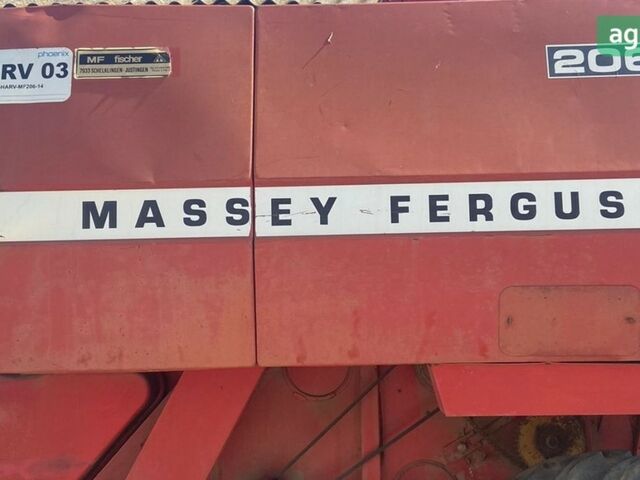 phoenix
RV 03
HARV-MF206-14
MF fischer
7933 SCHELKLINGEN-JUSTINGEN
206
ag
MASSEY FERGUS